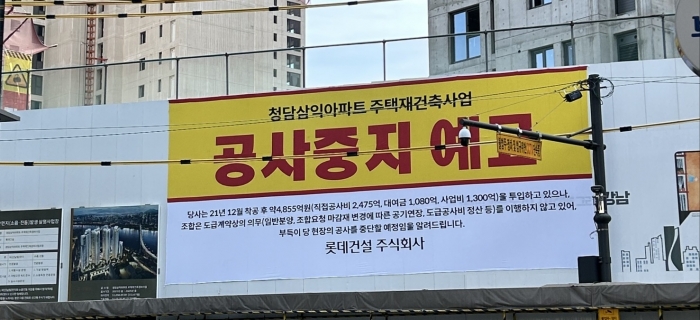 청담삼익아파트 주택재건축사업
공사중지 예고
당사는 21년 12월 착공 후 약4,855억원(직접공사비 2,475억, 대여금 1,080억, 사업비 1,300억)을 투입하고 있으나,
조합은 도급계약상의 의무(일반분양, 조합요청 마감재 변경에 따른 공기연장, 도급공사비 정산 등)를 이행하지 않고 있어,
부득이 당 현장의 공사를 중단할 예정임을 알려드립니다.
롯데건설 주식회사
강남